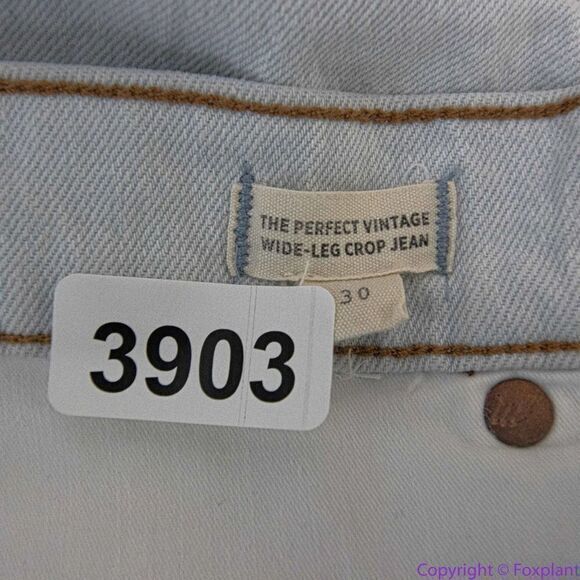 THE PERFECT VINTAGE
WIDE-LEG CROP JEAN
30
3903
Copyright © Foxplant